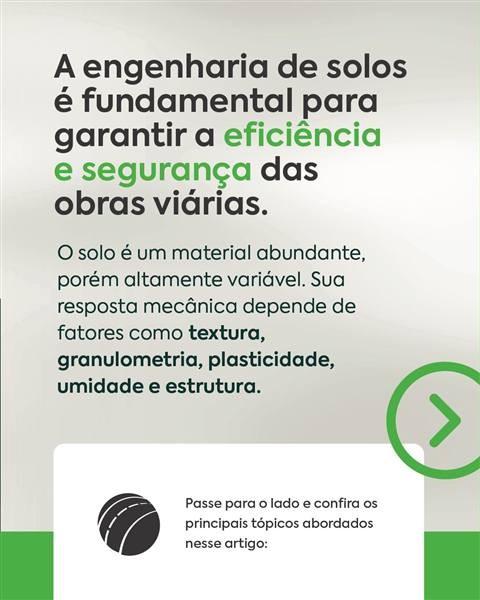 A engenharia de solos
é fundamental para
garantir a eficiência
e segurança das
obras viárias.
O solo é um material abundante,
porém altamente variável. Sua
resposta mecânica depende de
fatores como textura,
granulometria, plasticidade,
umidade e estrutura.
Passe para o lado e confira os
principais tópicos abordados
nesse artigo: